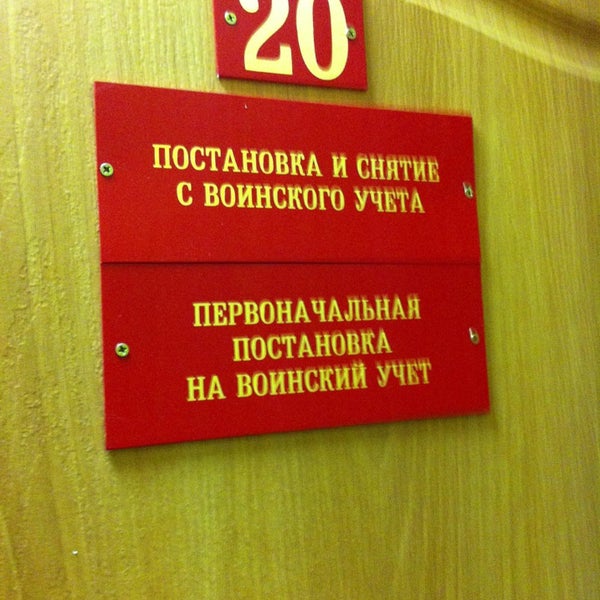 20
ПОСТАНОВКА И СНЯТИЕ
С ВОИНСКОГО УЧЕТА
ПЕРВОНАЧАЛЬНАЯ
ПОСТАНОВКА
НА ВОИНСКИЙ УЧЕТ